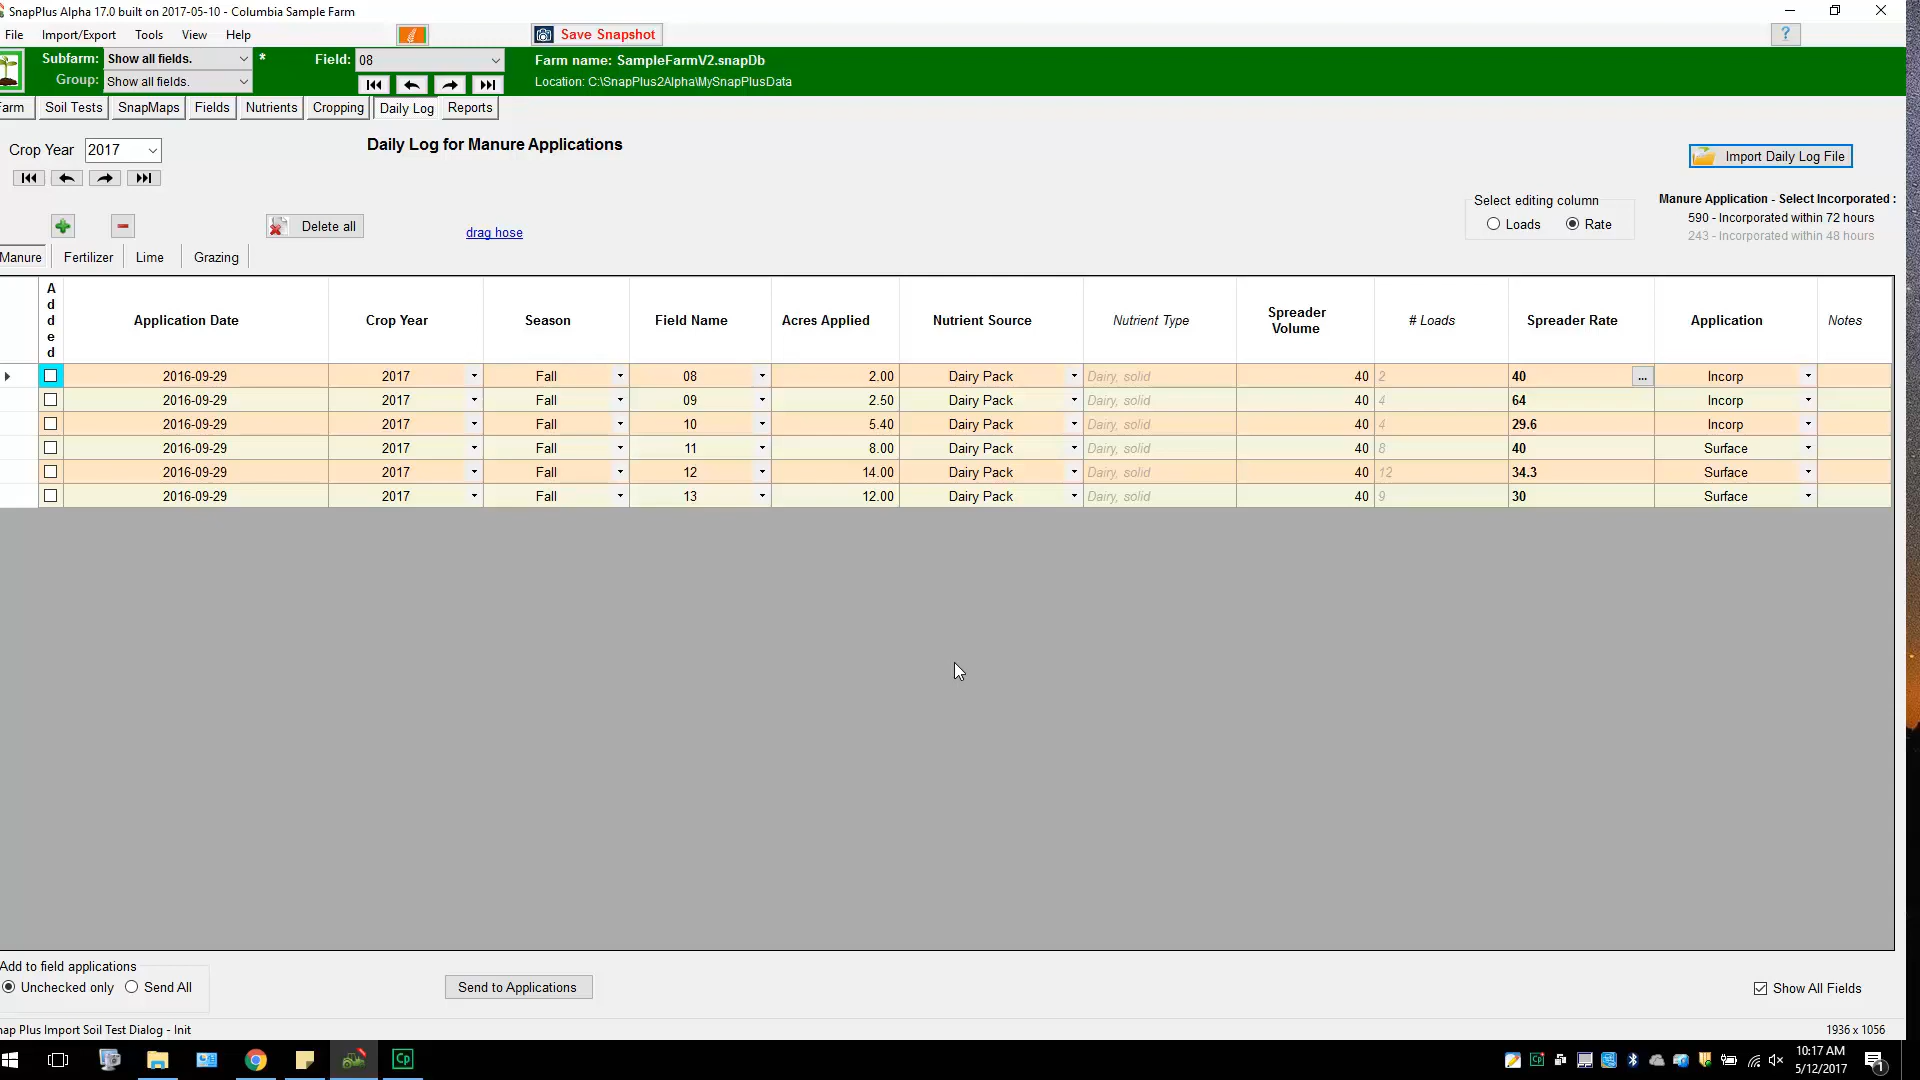 SnapPlus Alpha 17.0 built on 2017-05-10 - Columbia Sample Farm
File Import/Export Tools View Help Save Snapshot ?
Subfarm: Show all fields. * Field: 08 Farm name: SampleFarmV2.snapDb
Group: Show all fields. Location: C:\SnapPlus2Alpha\MySnapPlusData
arm Soil Tests SnapMaps Fields Nutrients Cropping Daily Log Reports
Crop Year 2017 Daily Log for Manure Applications
Import Daily Log File
Select editing column
Loads Rate
Manure Application - Select Incorporated :
590 - Incorporated within 72 hours
243 - Incorporated within 48 hours
Delete all drag hose
Manure Fertilizer Lime Grazing
Added Application Date Crop Year Season Field Name Acres Applied Nutrient Source Nutrient Type Spreader Volume # Loads Spreader Rate Application Notes
2016-09-29 2017 Fall 08 2.00 Dairy Pack Dairy, solid 40 2 40 ... Incorp
2016-09-29 2017 Fall 09 2.50 Dairy Pack Dairy, solid 40 4 64 Incorp
2016-09-29 2017 Fall 10 5.40 Dairy Pack Dairy, solid 40 4 29.6 Incorp
2016-09-29 2017 Fall 11 8.00 Dairy Pack Dairy, solid 40 8 40 Surface
2016-09-29 2017 Fall 12 14.00 Dairy Pack Dairy, solid 40 12 34.3 Surface
2016-09-29 2017 Fall 13 12.00 Dairy Pack Dairy, solid 40 9 30 Surface
Add to field applications
Unchecked only Send All Send to Applications Show All Fields
nap Plus Import Soil Test Dialog - Init 1936 x 1056
Cp
10:17 AM
5/12/2017
1